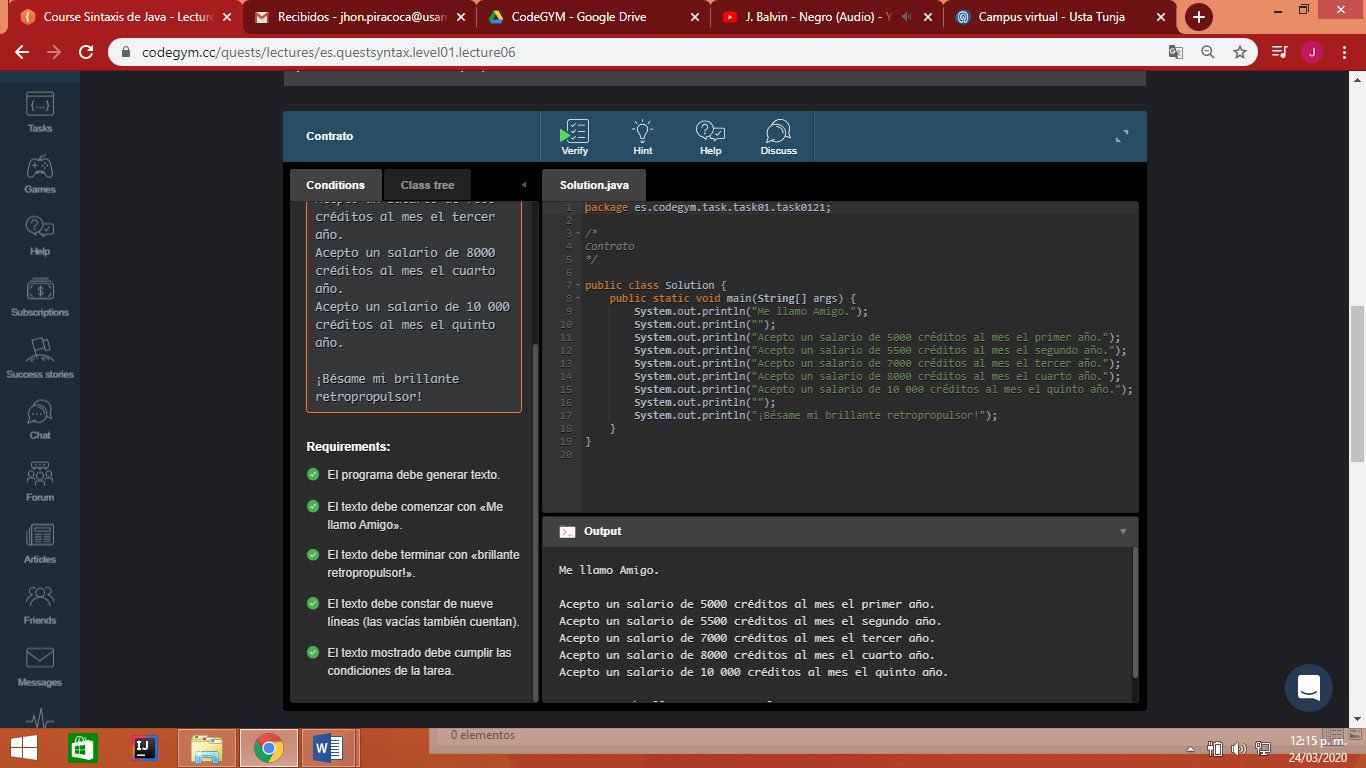 Course Sintaxis de Java - Lecture
Recibidos - jhon.piracoca@usan
CodeGYM - Google Drive
J. Balvin - Negro (Audio) - Y
Campus virtual - Usta Tunja
codegym.cc/quests/lectures/es.questsyntax.level01.lecture06
J
Tasks
Games
Help
Subscriptions
Success stories
Chat
Forum
Articles
Friends
Messages
Contrato
Verify
Hint
Help
Discuss
Conditions
Class tree
créditos al mes el tercer
año.
Acepto un salario de 8000
créditos al mes el cuarto
año.
Acepto un salario de 10 000
créditos al mes el quinto
año.
¡Bésame mi brillante
retropropulsor!
Requirements:
El programa debe generar texto.
El texto debe comenzar con «Me
llamo Amigo».
El texto debe terminar con «brillante
retropropulsor!».
El texto debe constar de nueve
líneas (las vacías también cuentan).
El texto mostrado debe cumplir las
condiciones de la tarea.
Solution.java
1 package es.codegym.task.task01.task0121;
2
3 /*
4 Contrato
5 */
6
7 public class Solution {
8 public static void main(String[] args) {
9 System.out.println("Me llamo Amigo.");
10 System.out.println("");
11 System.out.println("Acepto un salario de 5000 créditos al mes el primer año.");
12 System.out.println("Acepto un salario de 5500 créditos al mes el segundo año.");
13 System.out.println("Acepto un salario de 7000 créditos al mes el tercer año.");
14 System.out.println("Acepto un salario de 8000 créditos al mes el cuarto año.");
15 System.out.println("Acepto un salario de 10 000 créditos al mes el quinto año.");
16 System.out.println("");
17 System.out.println("¡Bésame mi brillante retropropulsor!");
18 }
19 }
20
Output
Me llamo Amigo.
Acepto un salario de 5000 créditos al mes el primer año.
Acepto un salario de 5500 créditos al mes el segundo año.
Acepto un salario de 7000 créditos al mes el tercer año.
Acepto un salario de 8000 créditos al mes el cuarto año.
Acepto un salario de 10 000 créditos al mes el quinto año.
0 elementos
12:15 p. m.
24/03/2020